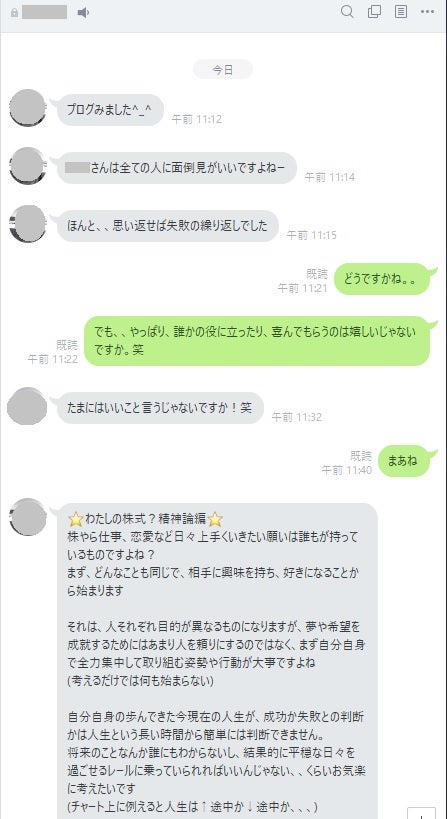 今日
ブログみました^_^
午前 11:12
さんは全ての人に面倒見がいいですよねー
午前 11:14
ほんと、、思い返せば失敗の繰り返しでした
午前 11:15
既読
午前 11:21
どうですかね。。
でも、、やっぱり、誰かの役に立ったり、喜んでもらうのは嬉しいじゃない
ですか。笑
既読
午前 11:22
たまにはいいこと言うじゃないですか！笑
午前 11:32
既読
午前 11:40
まあね
⭐わたしの株式？精神論編⭐
株やら仕事、恋愛など日々上手くいきたい願いは誰もが持って
いるものですよね？
まず、どんなことも同じで、相手に興味を持ち、好きになることか
ら始まります
それは、人それぞれ目的が異なるものになりますが、夢や希望を
成就するためにはあまり人を頼りにするのではなく、まず自分自身
で全力集中して取り組む姿勢や行動が大事ですよね
(考えるだけでは何も始まらない)
自分自身の歩んできた今現在の人生が、成功か失敗との判断
かは人生という長い時間から簡単には判断できません。
将来のことなんか誰にもわからないし、結果的に平穏な日々を
過ごせるレールに乗っていられればいいんじゃない、、くらいお気楽
に考えたいです
(チャート上に例えると人生は↑途中か↓途中か、、、)